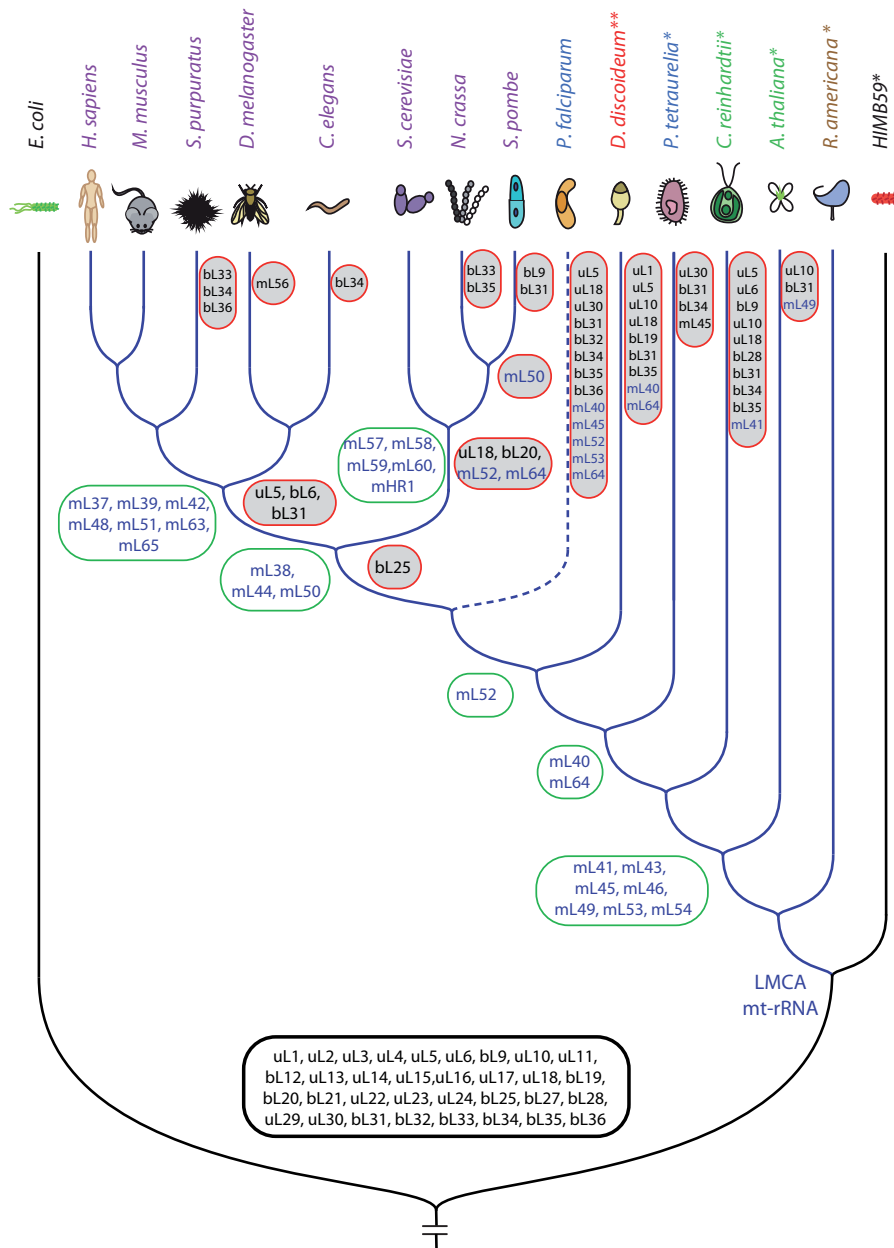 E. coli
H. sapiens
M. musculus
S. purpuratus
D. melanogaster
C. elegans
S. cerevisiae
N. crassa
S. pombe
P. falciparum
D. discoideum**
P. tetraurelia*
C. reinhardtii*
A. thaliana*
R. americana *
HIMB59*
bL33
bL34
bL36
mL56
bL34
bL33
bL35
bL9
bL31
uL5
uL18
uL30
bL31
bL32
bL34
bL35
bL36
mL40
mL45
mL52
mL53
mL64
uL1
uL5
uL10
uL18
bL19
bL31
bL35
mL40
mL64
uL30
bL31
bL34
mL45
uL5
uL6
bL9
uL10
uL18
bL28
bL31
bL34
bL35
mL41
uL10
bL31
mL49
mL50
mL57, mL58,
mL59,mL60,
mHR1
uL18, bL20,
mL52, mL64
mL37, mL39, mL42,
mL48, mL51, mL63,
mL65
uL5, bL6,
bL31
mL38,
mL44, mL50
bL25
mL52
mL40
mL64
mL41, mL43,
mL45, mL46,
mL49, mL53, mL54
LMCA
mt-rRNA
uL1, uL2, uL3, uL4, uL5, uL6, bL9, uL10, uL11,
bL12, uL13, uL14, uL15,uL16, uL17, uL18, bL19,
bL20, bL21, uL22, uL23, uL24, bL25, bL27, bL28,
uL29, uL30, bL31, bL32, bL33, bL34, bL35, bL36